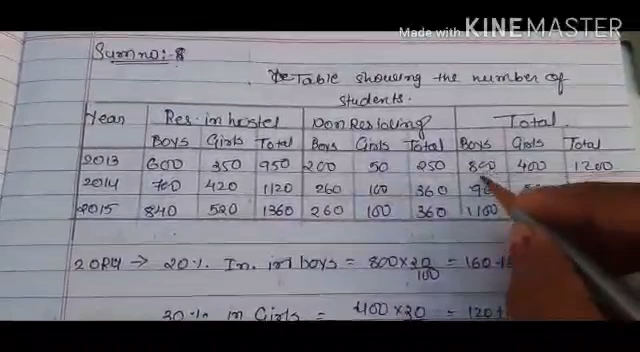 Made with KINEMASTER
Sum no:- 8
Table showing the number of
students.
Year Res. in hostel Non Residing Total
Boys Girls Total Boys Girls Total Boys Girls Total
2013 600 350 950 200 50 250 800 400 1200
2014 700 420 1120 260 100 360
2015 840 520 1360 260 100 360 1100
→ 20% In. in boys = 800 × 20/100 = 160
in Girls = 400 × 30 = 120 +